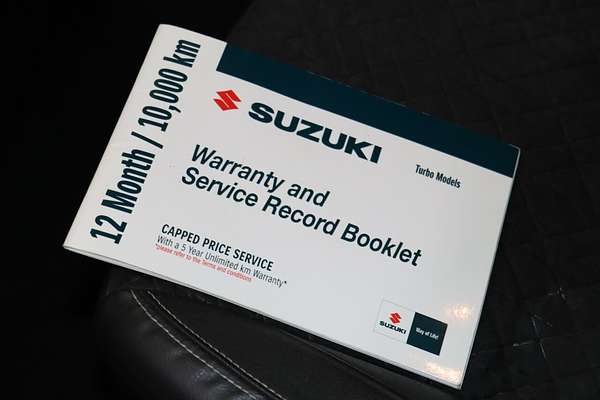 12 Month / 10,000 km
SUZUKI
Turbo Models
Warranty and
Service Record Booklet
CAPPED PRICE SERVICE
With a 5 Year Unlimited km Warranty*
*please refer to the Terms and conditions
SUZUKI
Way of Life!